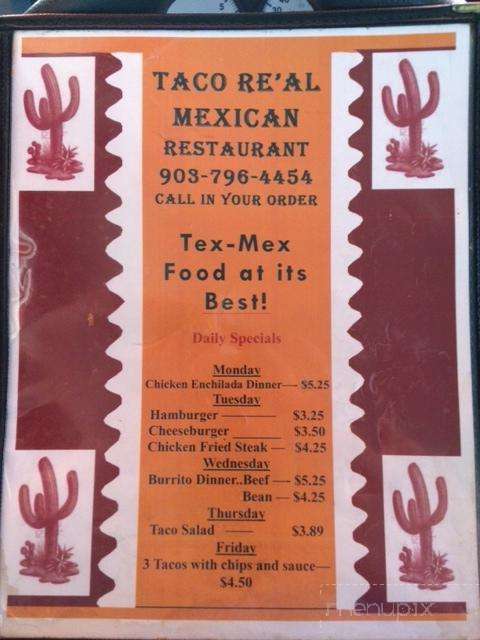 TACO RE'AL
MEXICAN
RESTAURANT
903-796-4454
CALL IN YOUR ORDER
Tex-Mex
Food at its
Best!
Daily Specials
Monday
Chicken Enchilada Dinner— $5.25
Tuesday
Hamburger ——— $3.25
Cheeseburger ______ $3.50
Chicken Fried Steak — $4.25
Wednesday
Burrito Dinner..Beef — $5.25
Bean — $4.25
Thursday
Taco Salad —— $3.89
Friday
3 Tacos with chips and sauce—
$4.50
menupix